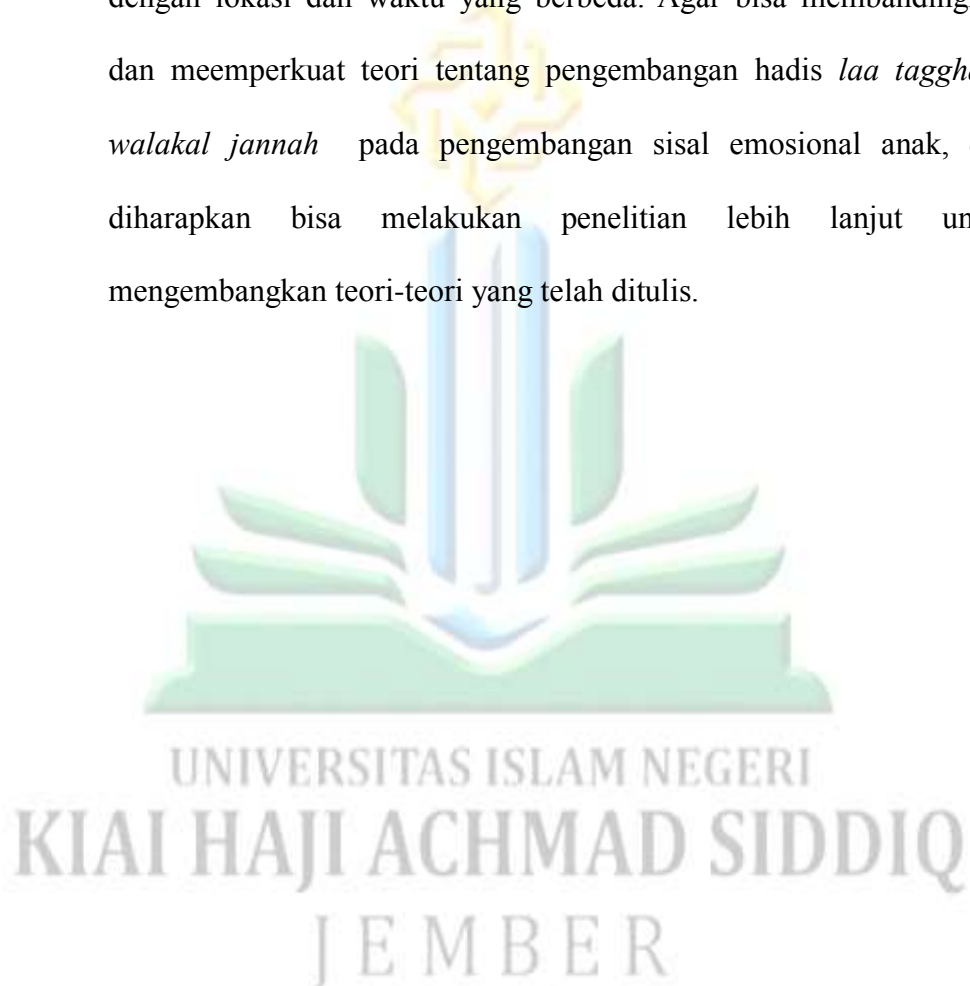 dengan lokasi dan waktu yang berbeda. Agar bisa
dan meemperkuat teori tentang pengembangan hadis laa
walakal jannah pada pengembangan sisal emosional anak,
diharapkan bisa melakukan penelitian lebih lanjut
mengembangkan teori-teori yang telah ditulis.
UNIVERSITAS ISLAM NEGERI
KIAI HAJI ACHMAD SIDDIQ
JEMBER